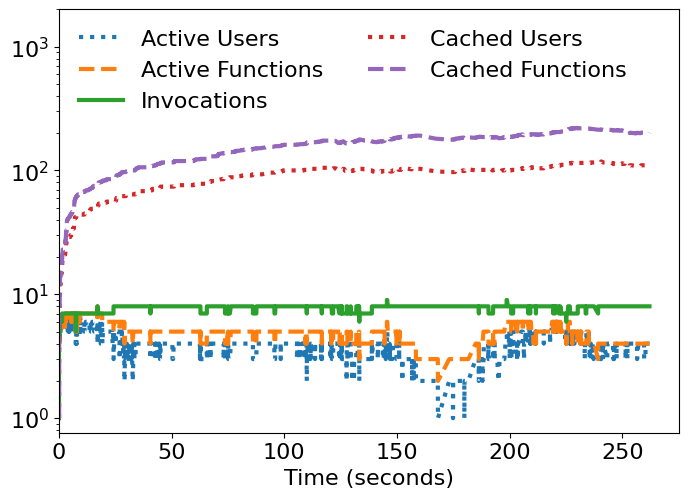 Active Users
Active Functions
Invocations
Cached Users
Cached Functions
10³
10²
10¹
10⁰
0 50 100 150 200 250
Time (seconds)